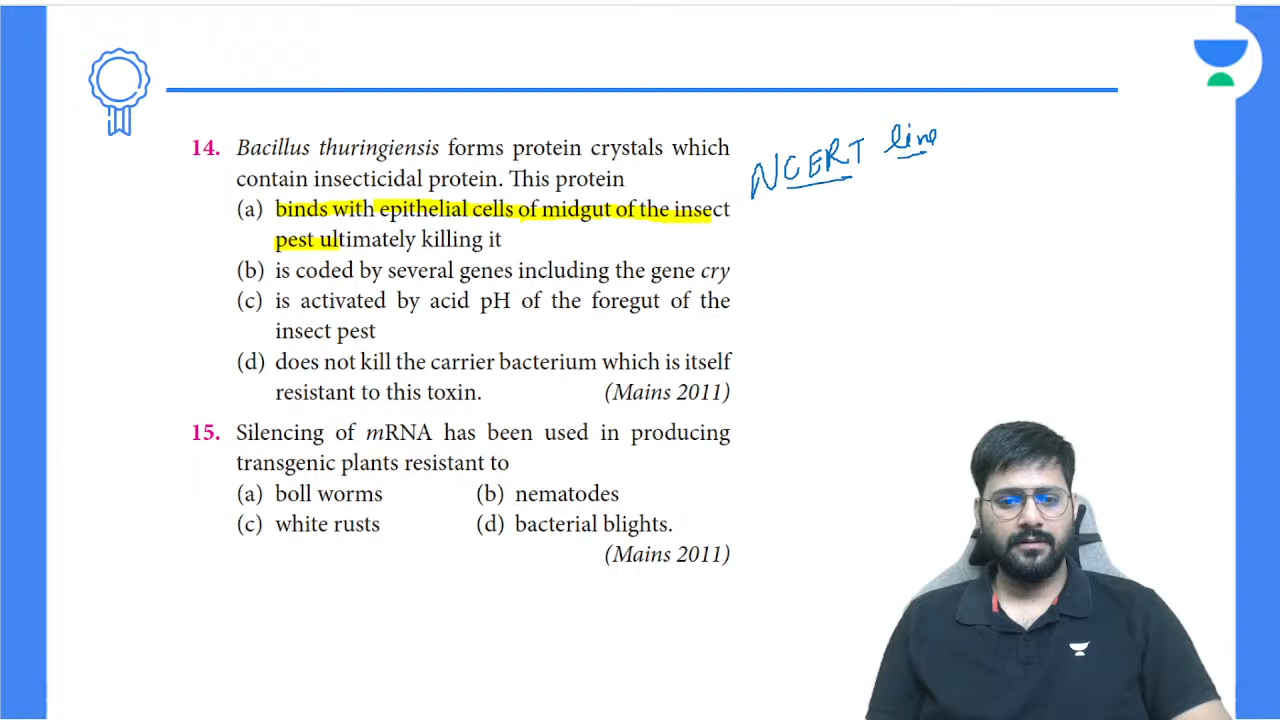 14. Bacillus thuringiensis forms protein crystals which
contain insecticidal protein. This protein
(a) binds with epithelial cells of midgut of the insect
pest ultimately killing it
(b) is coded by several genes including the gene cry
(c) is activated by acid pH of the foregut of the
insect pest
(d) does not kill the carrier bacterium which is itself
resistant to this toxin. (Mains 2011)
15. Silencing of mRNA has been used in producing
transgenic plants resistant to
(a) boll worms (b) nematodes
(c) white rusts (d) bacterial blights.
(Mains 2011)
NCERT line